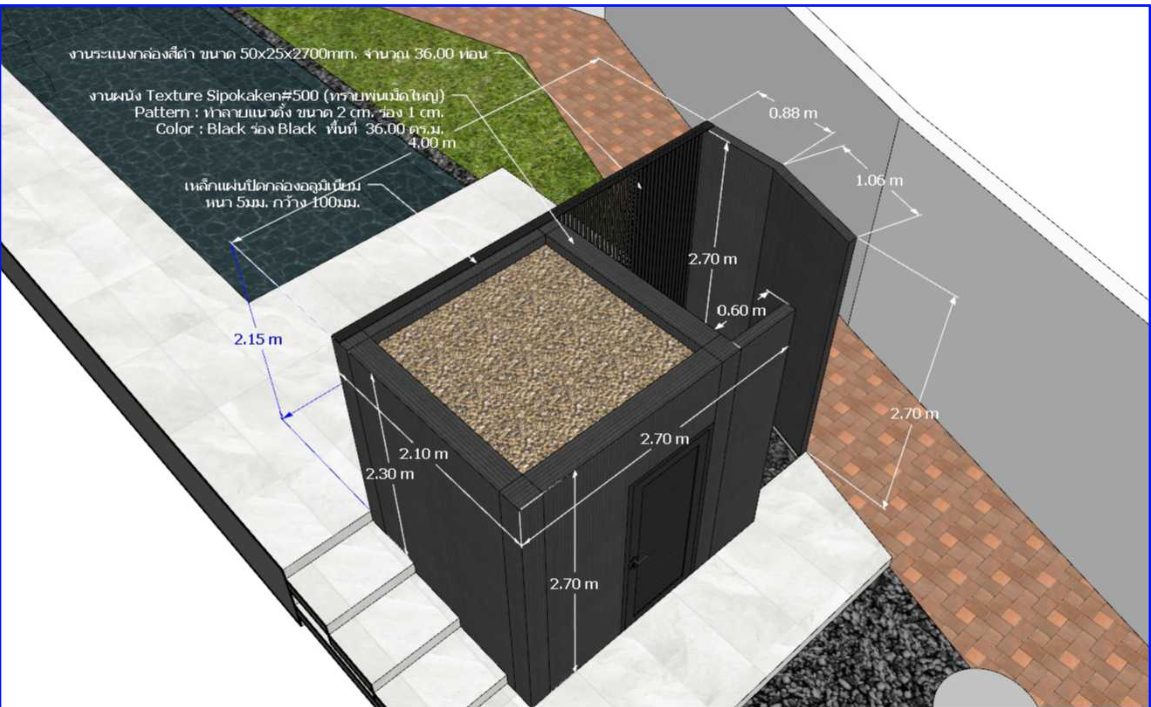 งานระแนงกล่องสีดำ ขนาด 50x25x2700mm. จำนวน 36.00 ท่อน
งานผนัง Texture Sipokaken#500 (ทรายพ่นเม็ดใหญ่)
Pattern : ทำลายแนวตั้ง ขนาด 2 cm. ร่อง 1 cm.
Color : Black ร่อง Black พื้นที่ 36.00 ตร.ม.
4.00 m
เหล็กแผ่นปิดกล่องอลูมิเนียม
หนา 5มม. กว้าง 100มม.
0.88 m
1.06 m
2.70 m
0.60 m
2.15 m
2.70 m
2.10 m
2.70 m
2.30 m
2.70 m